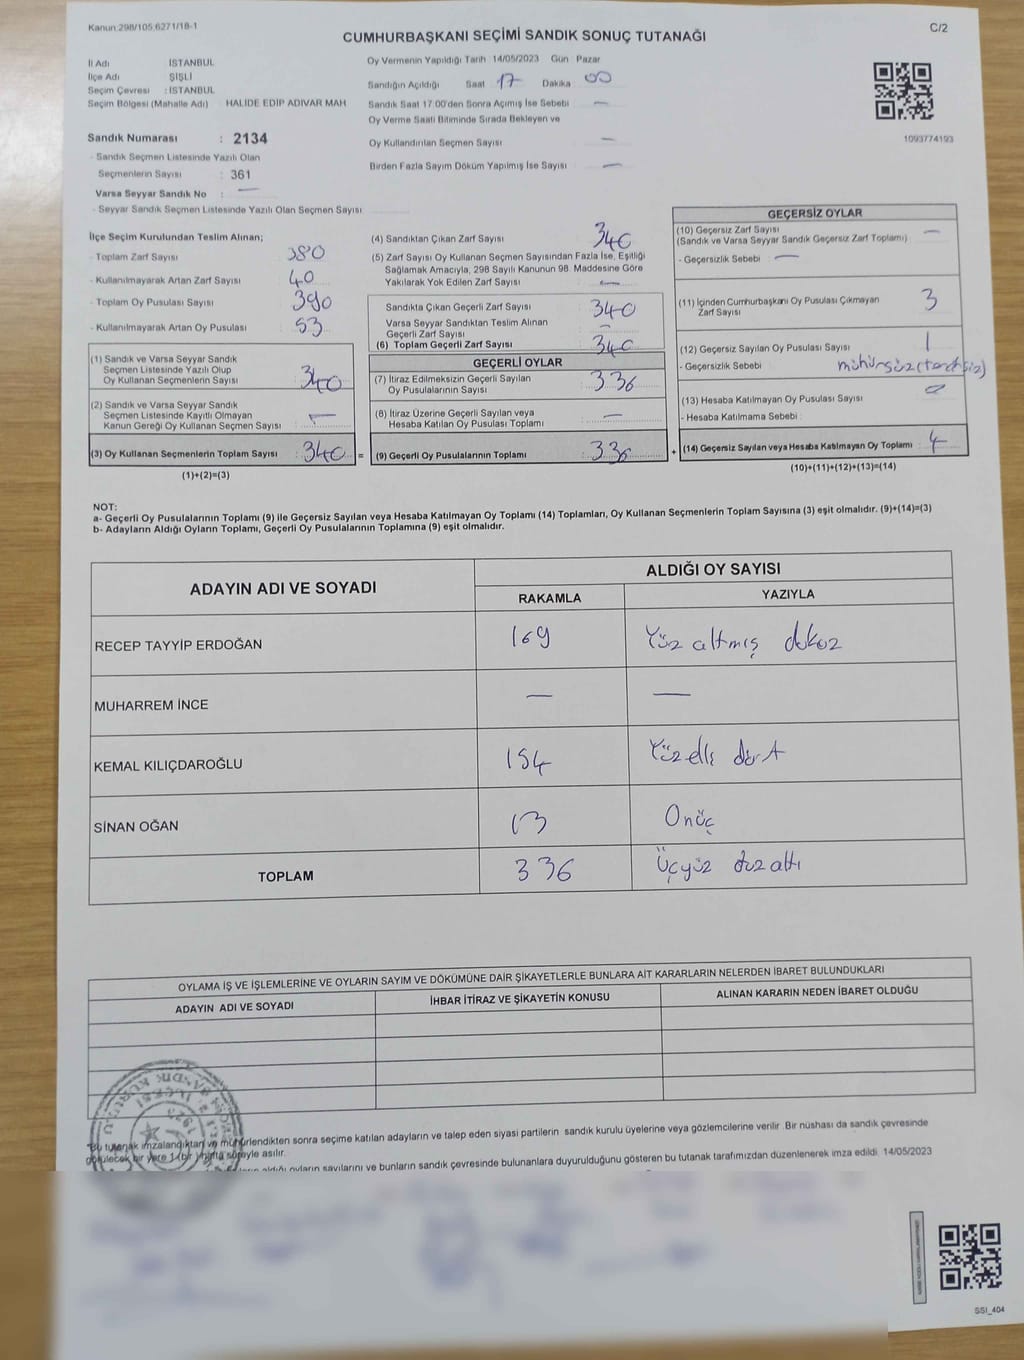 Kanun:298/105,6271/18-1
C/2
CUMHURBAŞKANI SEÇİMİ SANDIK SONUÇ TUTANAĞI
İl Adı : İSTANBUL
İlçe Adı : ŞİŞLİ
Seçim Çevresi : İSTANBUL
Seçim Bölgesi (Mahalle Adı) : HALİDE EDİP ADIVAR MAH
Sandık Numarası : 2134
- Sandık Seçmen Listesinde Yazılı Olan
Seçmenlerin Sayısı : 361
Varsa Seyyar Sandık No : —
- Seyyar Sandık Seçmen Listesinde Yazılı Olan Seçmen Sayısı
Oy Vermenin Yapıldığı Tarih :14/05/2023 Gün Pazar
Sandığın Açıldığı Saat 17 Dakika 00
Sandık Saat 17:00'den Sonra Açılmış İse Sebebi —
Oy Verme Saati Bitiminde Sırada Bekleyen ve
Oy Kullandırılan Seçmen Sayısı —
Birden Fazla Sayım Döküm Yapılmış İse Sayısı —
1093774193
İlçe Seçim Kurulundan Teslim Alınan;
- Toplam Zarf Sayısı : 380
- Kullanılmayarak Artan Zarf Sayısı : 40
- Toplam Oy Pusulası Sayısı : 390
- Kullanılmayarak Artan Oy Pusulası : 53
(1) Sandık ve Varsa Seyyar Sandık
Seçmen Listesinde Yazılı Olup
Oy Kullanan Seçmenlerin Sayısı : 340
(2) Sandık ve Varsa Seyyar Sandık
Seçmen Listesinde Kayıtlı Olmayan
Kanun Gereği Oy Kullanan Seçmen Sayısı : —
(3) Oy Kullanan Seçmenlerin Toplam Sayısı : 340 =
(1)+(2)=(3)
(4) Sandıktan Çıkan Zarf Sayısı : 340
(5) Zarf Sayısı Oy Kullanan Seçmen Sayısından Fazla İse, Eşitliği
Sağlamak Amacıyla, 298 Sayılı Kanunun 98. Maddesine Göre
Yakılarak Yok Edilen Zarf Sayısı : —
Sandıkta Çıkan Geçerli Zarf Sayısı : 340
Varsa Seyyar Sandıktan Teslim Alınan
Geçerli Zarf Sayısı : —
(6) Toplam Geçerli Zarf Sayısı : 340
GEÇERLİ OYLAR
(7) İtiraz Edilmeksizin Geçerli Sayılan
Oy Pusulalarının Sayısı : 336
(8) İtiraz Üzerine Geçerli Sayılan veya
Hesaba Katılan Oy Pusulası Toplamı : —
(9) Geçerli Oy Pusulalarının Toplamı : 336 +
GEÇERSİZ OYLAR
(10) Geçersiz Zarf Sayısı
(Sandık ve Varsa Seyyar Sandık Geçersiz Zarf Toplamı) : —
- Geçersizlik Sebebi : —
(11) İçinden Cumhurbaşkanı Oy Pusulası Çıkmayan
Zarf Sayısı : 3
(12) Geçersiz Sayılan Oy Pusulası Sayısı : 1
- Geçersizlik Sebebi : mühürsüz (tercihsiz)
(13) Hesaba Katılmayan Oy Pusulası Sayısı : 0
- Hesaba Katılmama Sebebi :
(14) Geçersiz Sayılan veya Hesaba Katılmayan Oy Toplamı : 4
(10)+(11)+(12)+(13)=(14)
NOT:
a- Geçerli Oy Pusulalarının Toplamı (9) ile Geçersiz Sayılan veya Hesaba Katılmayan Oy Toplamı (14) Toplamları, Oy Kullanan Seçmenlerin Toplam Sayısına (3) eşit olmalıdır. (9)+(14)=(3)
b- Adayların Aldığı Oyların Toplamı, Geçerli Oy Pusulalarının Toplamına (9) eşit olmalıdır.
ADAYIN ADI VE SOYADI
ALDIĞI OY SAYISI
RAKAMLA YAZIYLA
RECEP TAYYİP ERDOĞAN 169 Yüz altmış dokuz
MUHARREM İNCE — —
KEMAL KILIÇDAROĞLU 154 Yüzelli dört
SİNAN OĞAN 13 Onüç
TOPLAM 336 Üçyüz otuz altı
OYLAMA İŞ VE İŞLEMLERİNE VE OYLARIN SAYIM VE DÖKÜMÜNE DAİR ŞİKAYETLERLE BUNLARA AİT KARARLARIN NELERDEN İBARET BULUNDUKLARI
ADAYIN ADI VE SOYADI İHBAR İTİRAZ VE ŞİKAYETİN KONUSU ALINAN KARARIN NEDEN İBARET OLDUĞU
*Bu tutanak imzalandıktan ve mühürlendikten sonra seçime katılan adayların ve talep eden siyasi partilerin sandık kurulu üyelerine veya gözlemcilerine verilir. Bir nüshası da sandık çevresinde
görülecek bir yere 1 (bir) hafta süreyle asılır.
aldığı oyların sayılarını ve bunların sandık çevresinde bulunanlara duyurulduğunu gösteren bu tutanak tarafımızdan düzenlenerek imza edildi. 14/05/2023
SSI_404